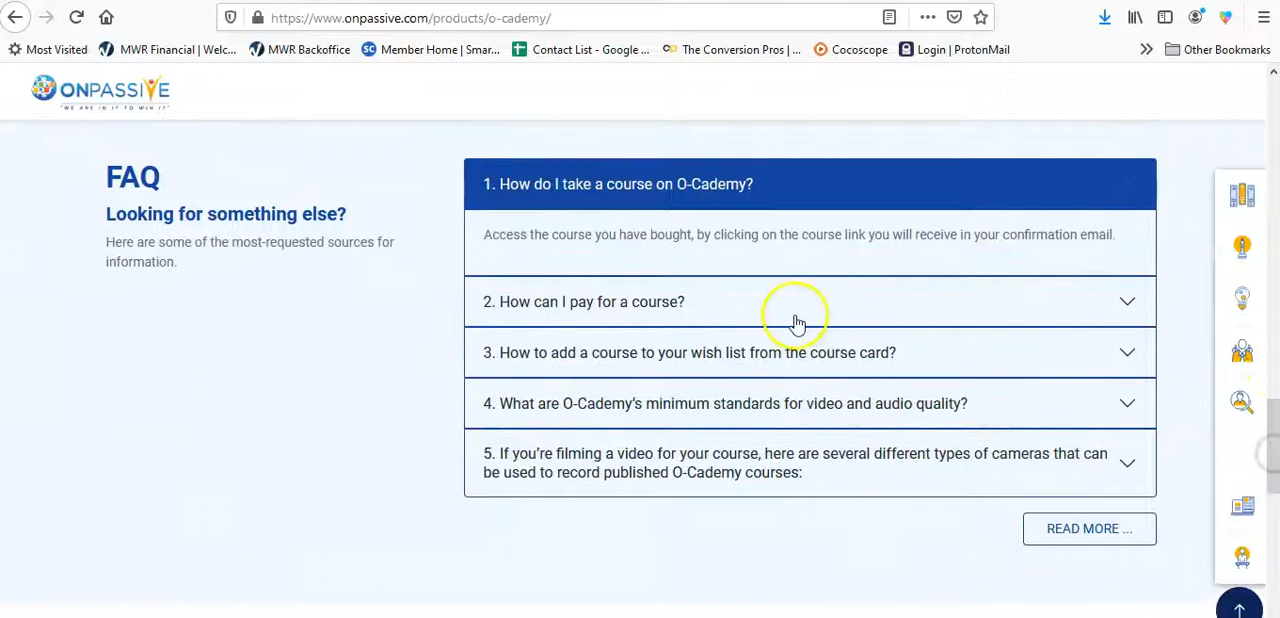 https://www.onpassive.com/products/o-cademy/
Most Visited
MWR Financial | Welc...
MWR Backoffice
Member Home | Smar...
Contact List - Google ...
The Conversion Pros | ...
Cocoscope
Login | ProtonMail
Other Bookmarks
ONPASSIVE
"WE ARE IN IT TO WIN IT"
FAQ
Looking for something else?
Here are some of the most-requested sources for
information.
1. How do I take a course on O-Cademy?
Access the course you have bought, by clicking on the course link you will receive in your confirmation email.
2. How can I pay for a course?
3. How to add a course to your wish list from the course card?
4. What are O-Cademy's minimum standards for video and audio quality?
5. If you're filming a video for your course, here are several different types of cameras that can
be used to record published O-Cademy courses:
READ MORE ...